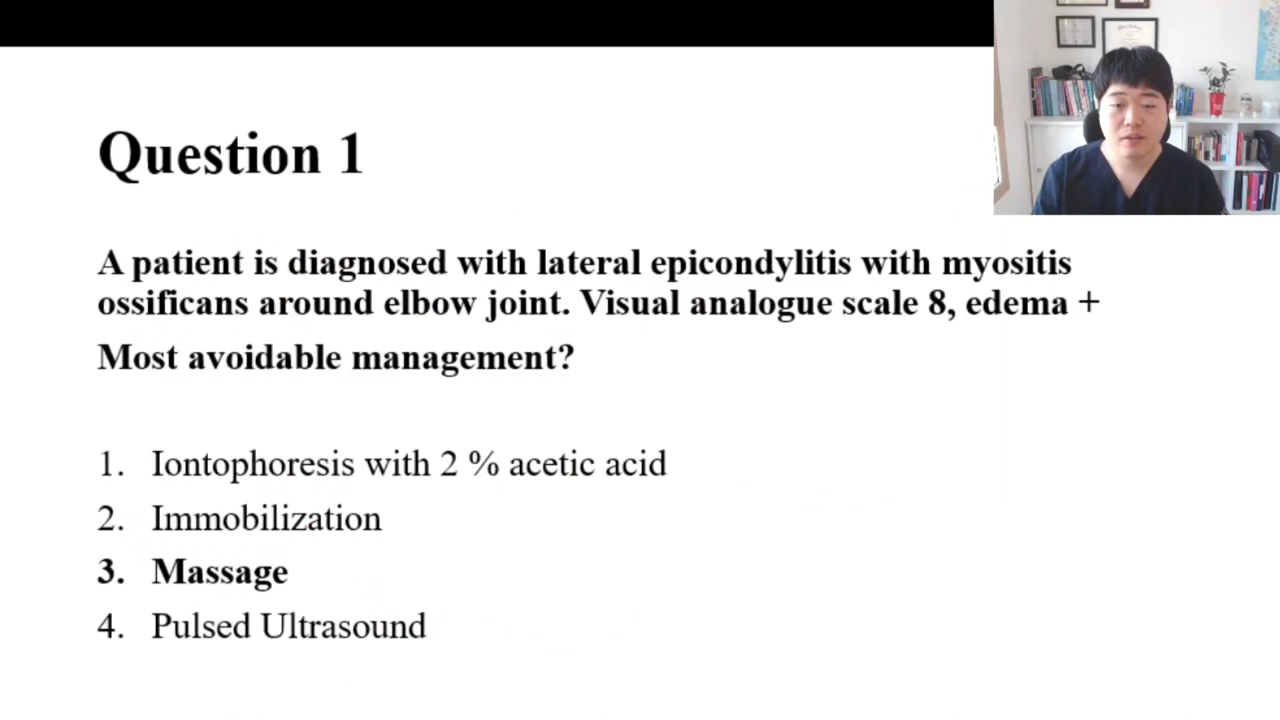 Question 1
A patient is diagnosed with lateral epicondylitis with myositis
ossificans around elbow joint. Visual analogue scale 8, edema +
Most avoidable management?
1. Iontophoresis with 2 % acetic acid
2. Immobilization
3. Massage
4. Pulsed Ultrasound